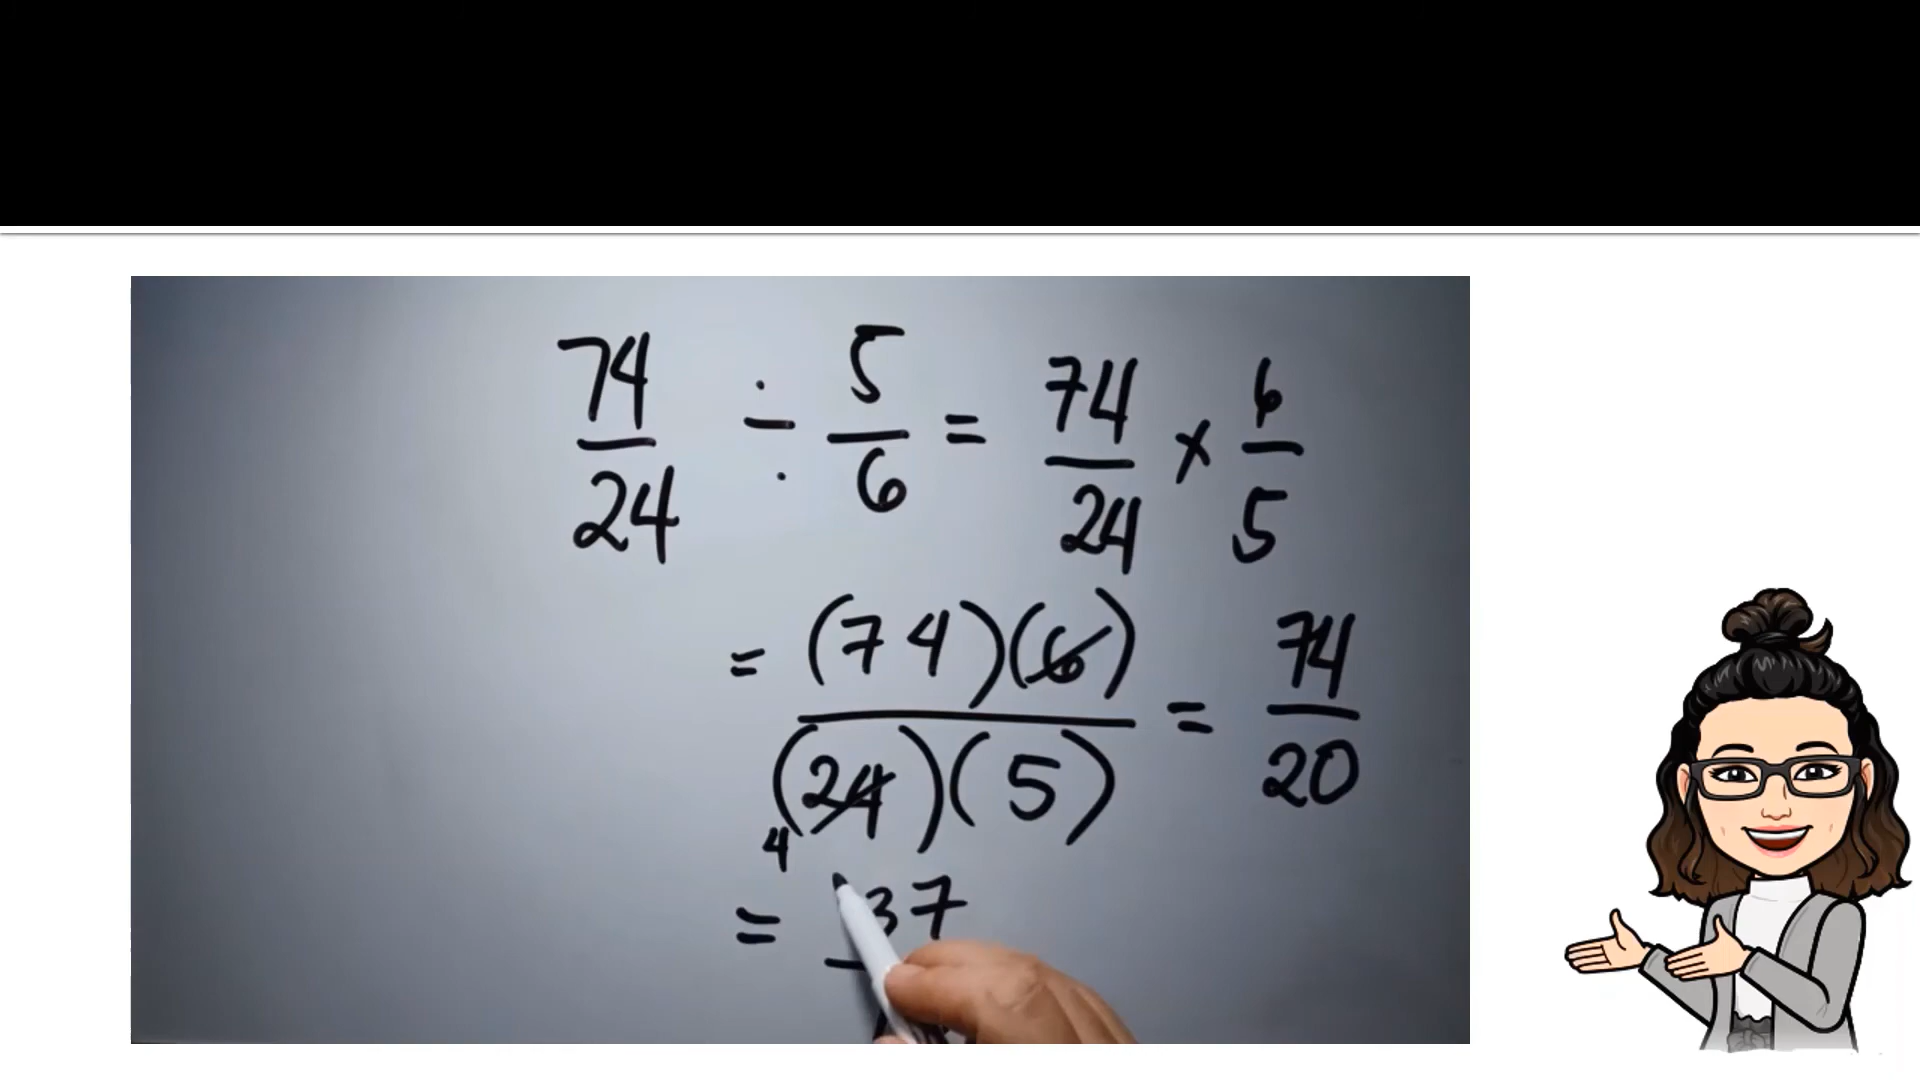 74/24 ÷ 5/6 = 74/24 × 6/5
= (74)(6)/(24)(5) = 74/20
4
= 37